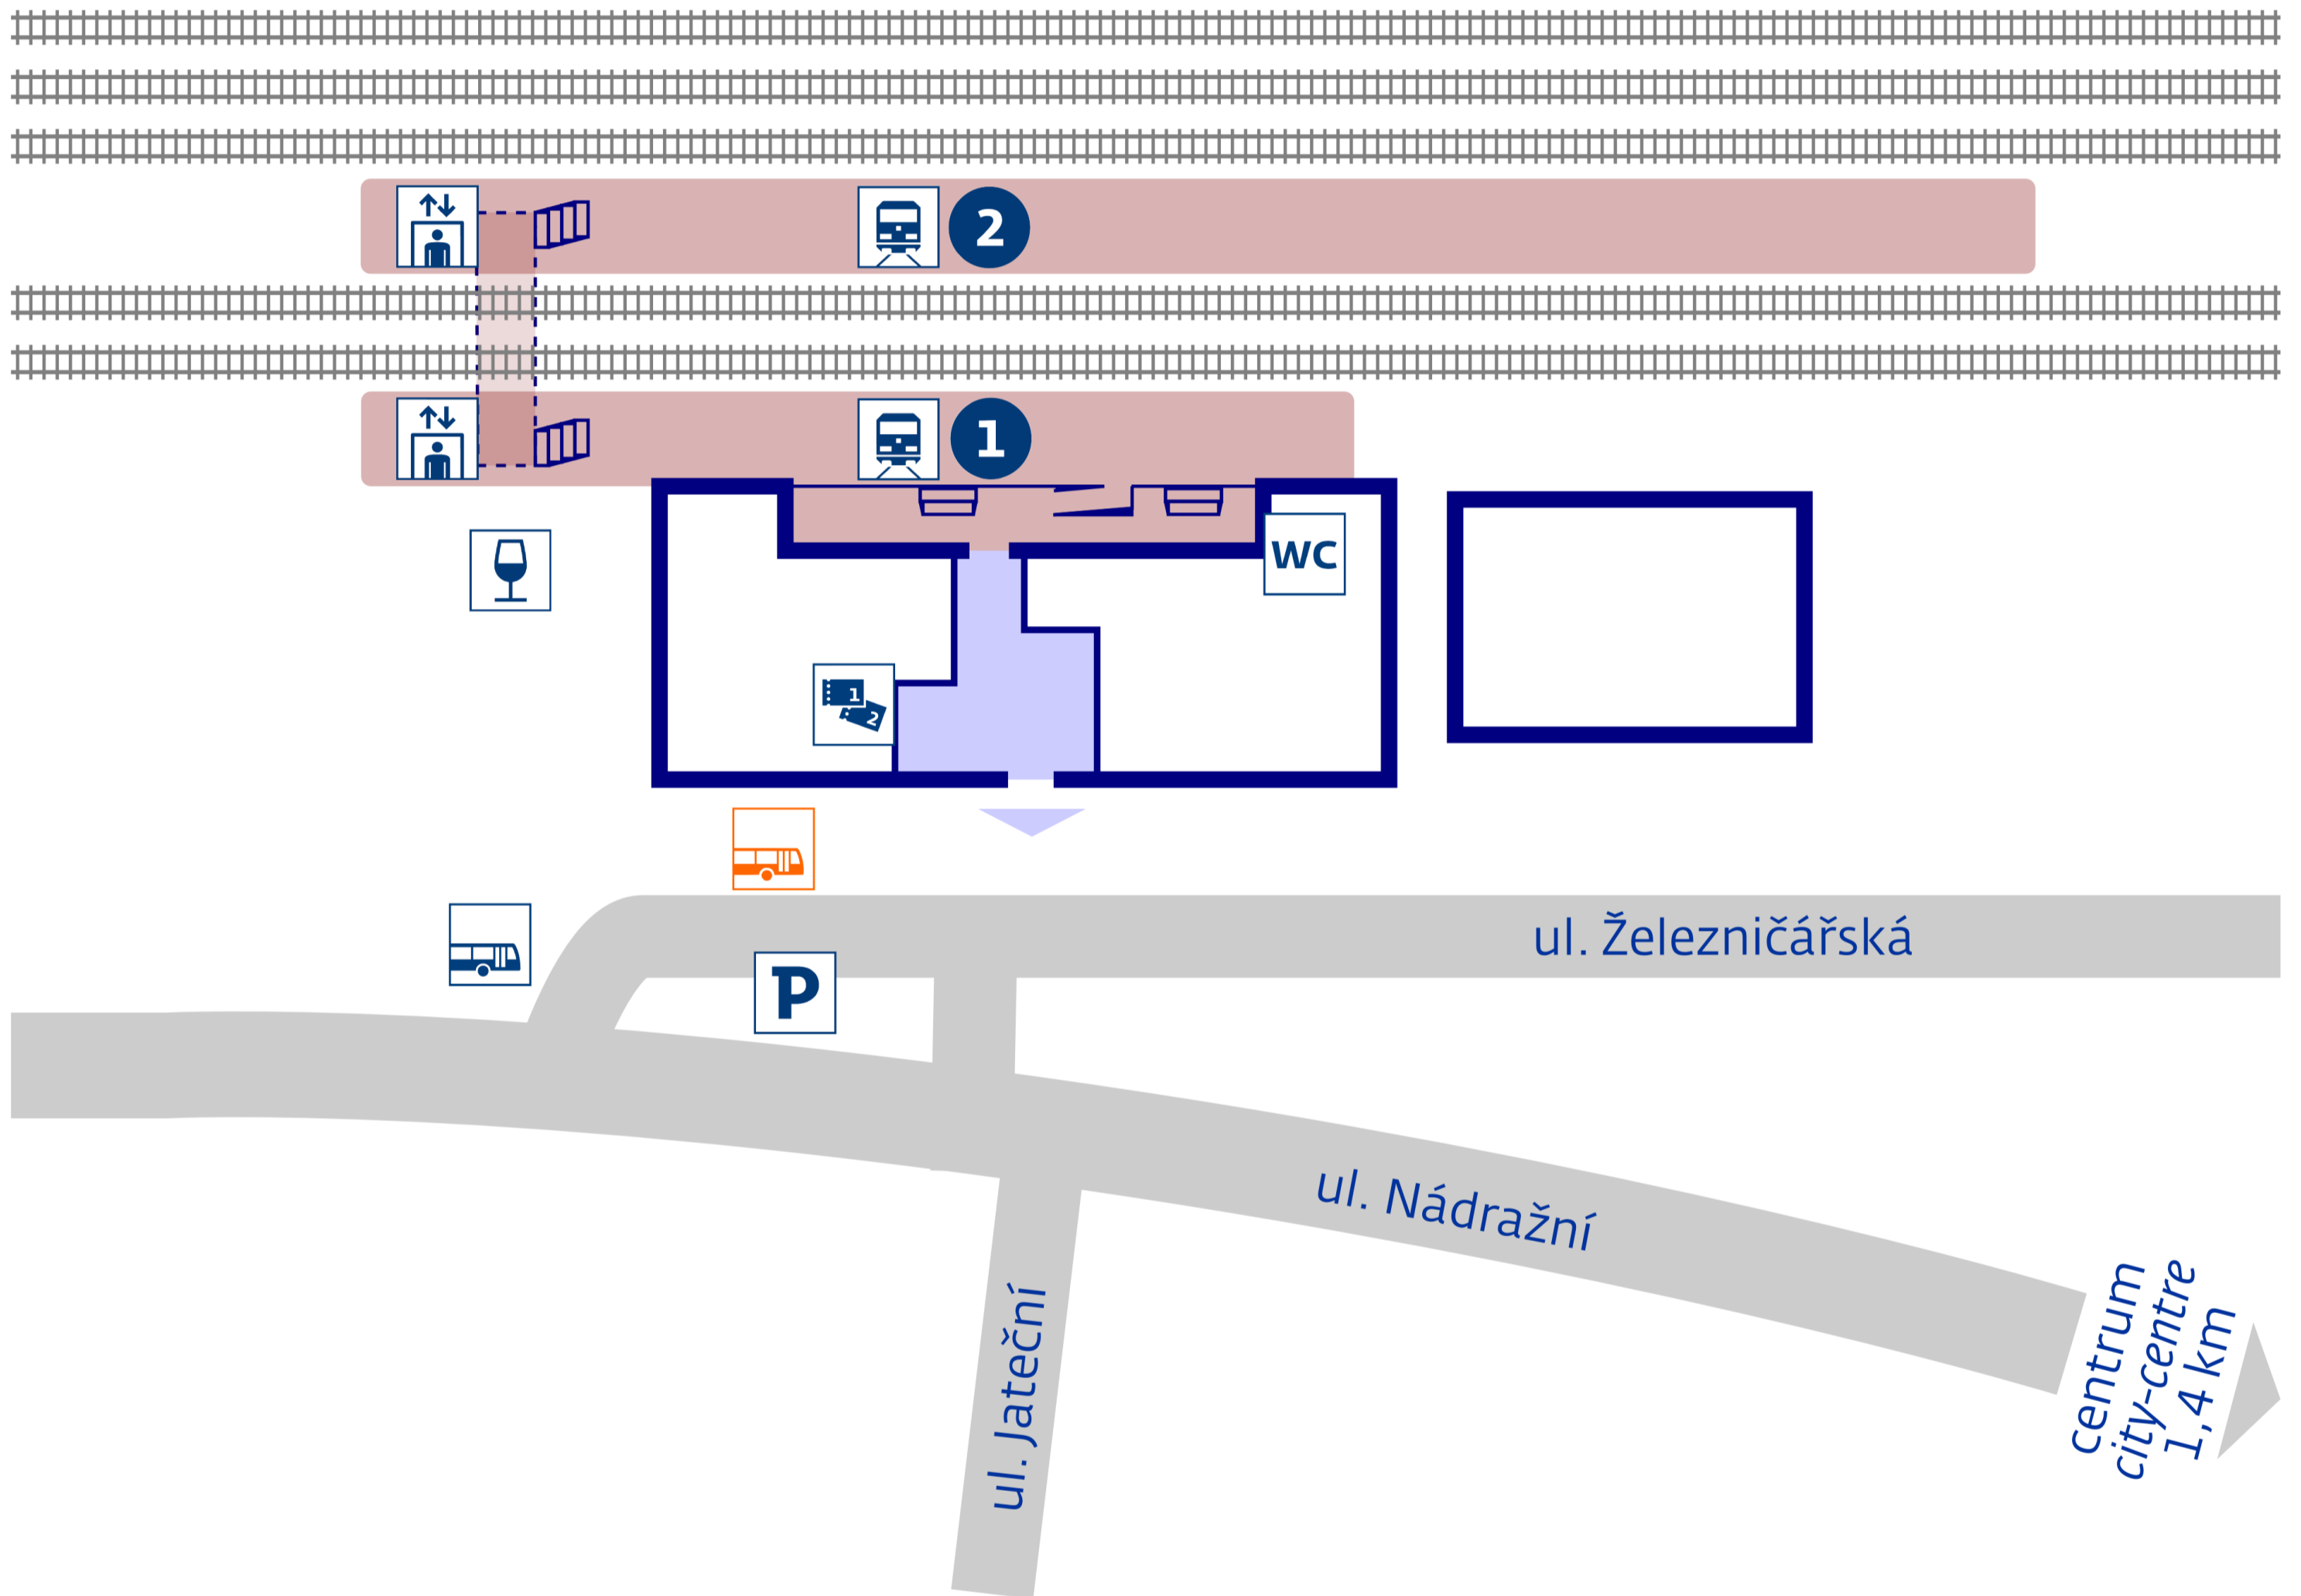 2
1
WC
1
2
P
ul. Železničářská
ul. Nádražní
ul. Jateční
centrum
city-centre
1,4 km